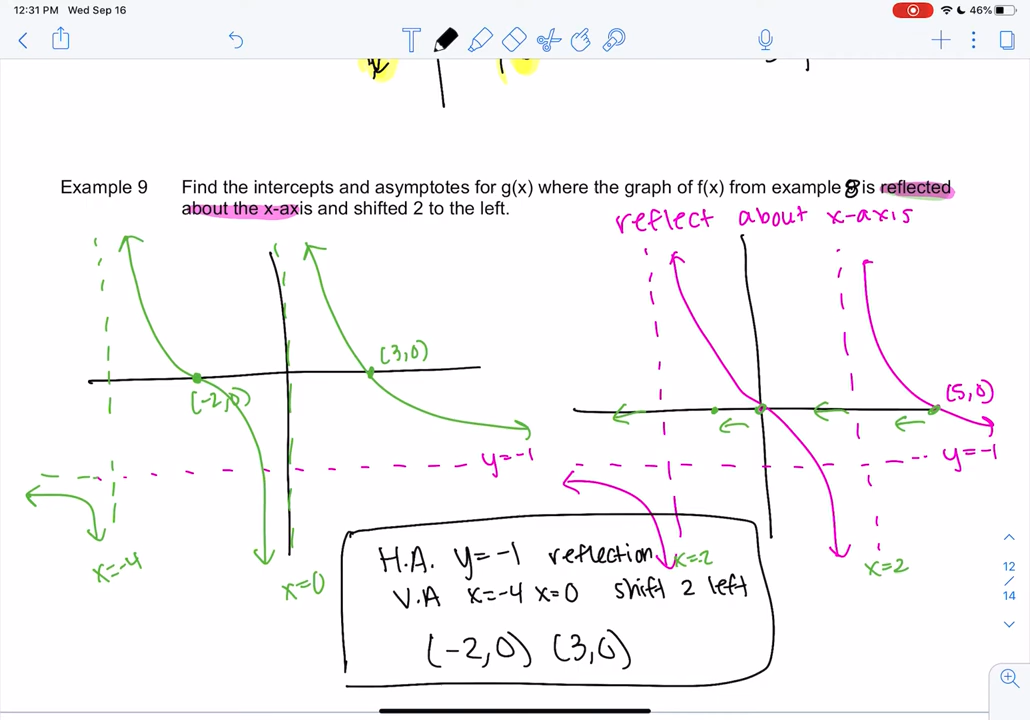 12:31 PM Wed Sep 16
46%
T
Example 9 Find the intercepts and asymptotes for g(x) where the graph of f(x) from example 8 is reflected
about the x-axis and shifted 2 to the left.
reflect about x-axis
(3,0)
(-2,0)
(5,0)
y=-1
y=-1
x=-4
x=0
x=-2
x=2
H.A. y=-1 reflection
V.A x=-4 x=0 shift 2 left
(-2,0) (3,0)
12
/
14